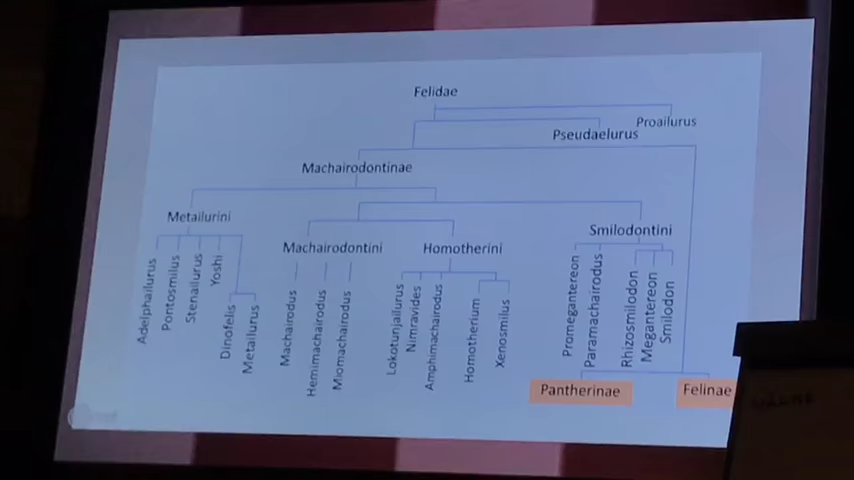 Felidae
Proailurus
Pseudaelurus
Machairodontinae
Metailurini
Smilodontini
Machairodontini
Homotherini
Adelphailurus
Pontosmilus
Stenailurus
Yoshi
Dinofelis
Metailurus
Machairodus
Hemimachairodus
Miomachairodus
Lokotunjailurus
Nimravides
Amphimachairodus
Homotherium
Xenosmilus
Promegantereon
Paramachairodus
Rhizosmilodon
Megantereon
Smilodon
Pantherinae
Felinae